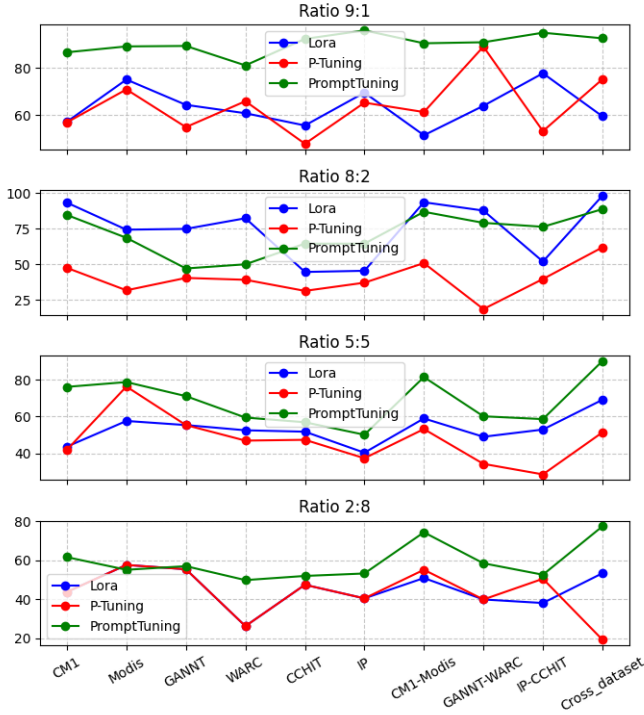 Ratio 9:1
80
60
Lora
P-Tuning
PromptTuning
Ratio 8:2
100
75
50
25
Lora
P-Tuning
PromptTuning
Ratio 5:5
80
60
40
Lora
P-Tuning
PromptTuning
Ratio 2:8
80
60
40
20
Lora
P-Tuning
PromptTuning
CM1
Modis
GANNT
WARC
CCHIT
IP
CM1-Modis
GANNT-WARC
IP-CCHIT
Cross_dataset